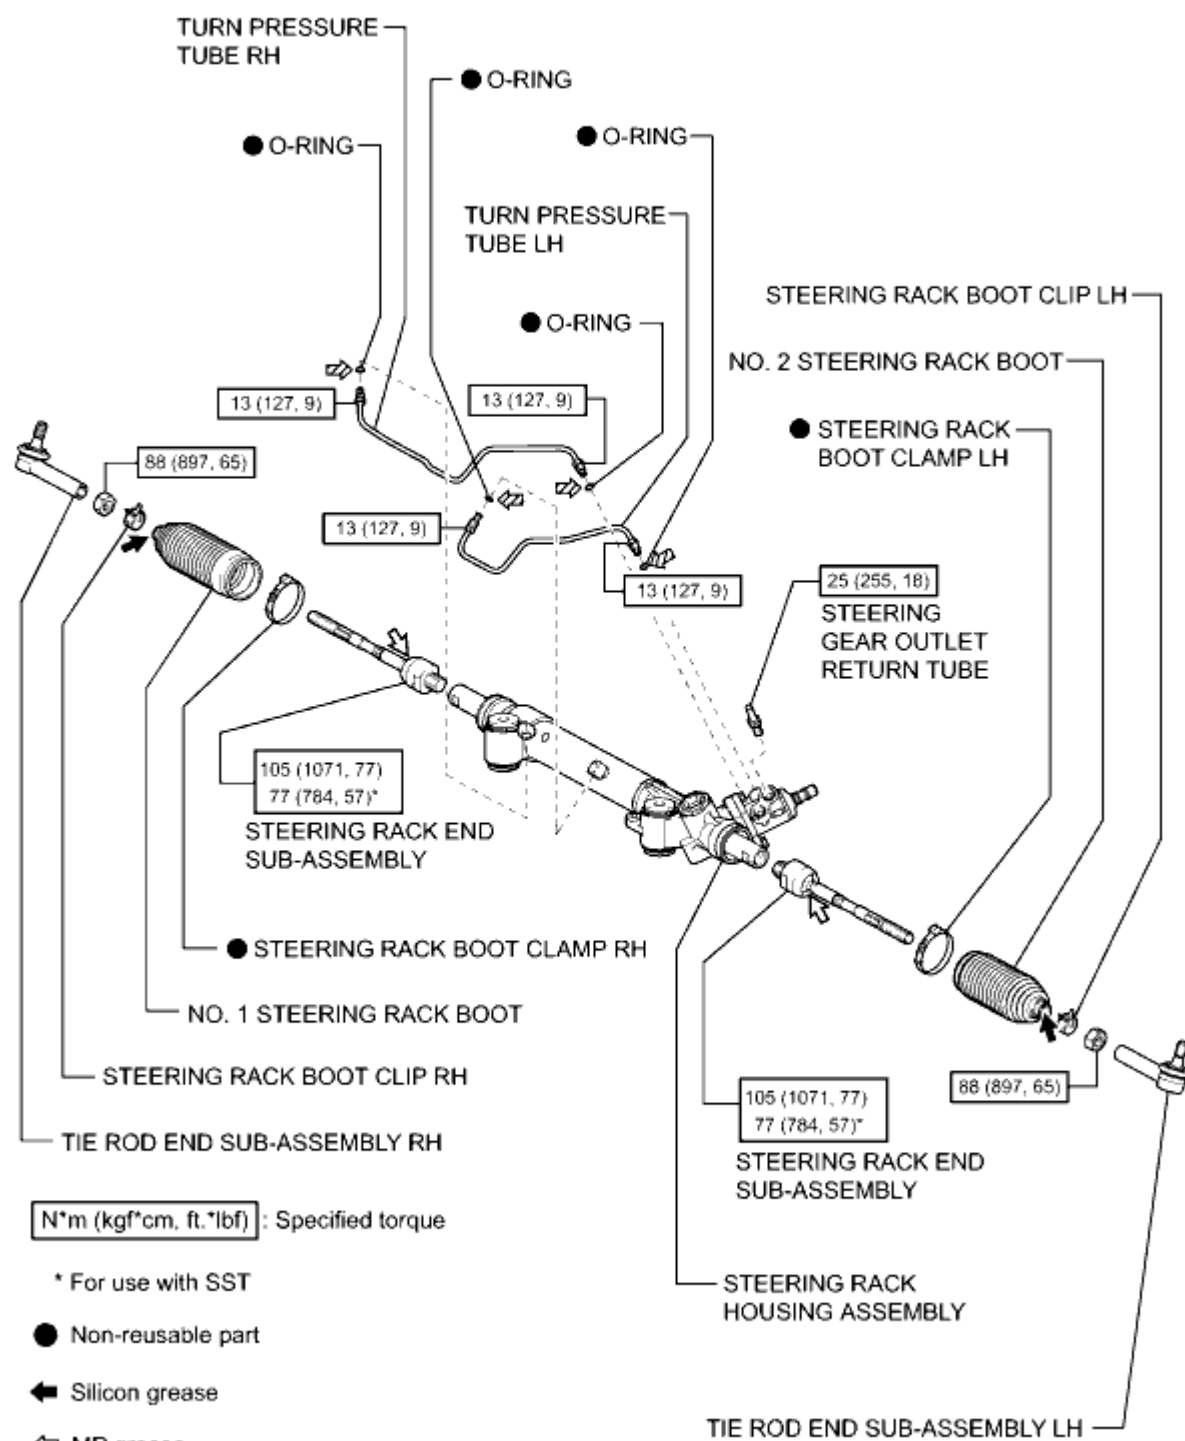 TURN PRESSURE
TUBE RH
● O-RING
● O-RING
● O-RING
TURN PRESSURE
TUBE LH
STEERING RACK BOOT CLIP LH
● O-RING
NO. 2 STEERING RACK BOOT
13 (127, 9)
13 (127, 9)
● STEERING RACK
BOOT CLAMP LH
88 (897, 65)
13 (127, 9)
13 (127, 9)
25 (255, 18)
STEERING
GEAR OUTLET
RETURN TUBE
105 (1071, 77)
77 (784, 57)*
STEERING RACK END
SUB-ASSEMBLY
● STEERING RACK BOOT CLAMP RH
NO. 1 STEERING RACK BOOT
STEERING RACK BOOT CLIP RH
88 (897, 65)
105 (1071, 77)
77 (784, 57)*
TIE ROD END SUB-ASSEMBLY RH
STEERING RACK END
SUB-ASSEMBLY
N*m (kgf*cm, ft.*lbf) : Specified torque
* For use with SST
STEERING RACK
HOUSING ASSEMBLY
● Non-reusable part
Silicon grease
TIE ROD END SUB-ASSEMBLY LH